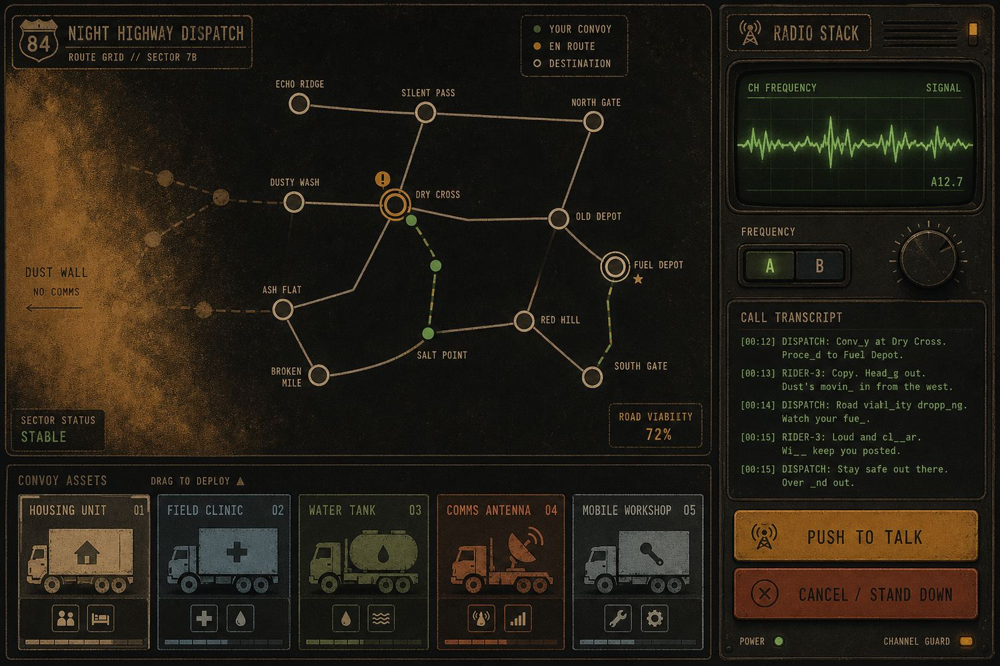 84
NIGHT HIGHWAY DISPATCH
ROUTE GRID // SECTOR 7B
YOUR CONVOY
EN ROUTE
DESTINATION
ECHO RIDGE
SILENT PASS
NORTH GATE
DUSTY WASH
!
DRY CROSS
OLD DEPOT
FUEL DEPOT
DUST WALL
NO COMMS
ASH FLAT
RED HILL
SALT POINT
BROKEN
MILE
SOUTH GATE
SECTOR STATUS
STABLE
ROAD VIABIIITY
72%
CONVOY ASSETS
DRAG TO DEPLOY
HOUSING UNIT 01
FIELD CLINIC 02
WATER TANK 03
COMMS ANTENNA 04
MOBILE WORKSHOP 05
RADIO STACK
CH FREQUENCY SIGNAL
A12.7
FREQUENCY
A B
CALL TRANSCRIPT
[00:12] DISPATCH: Conv_y at Dry Cross.
Proce_d to Fuel Depot.
[00:13] RIDER-3: Copy. Head_g out.
Dust's movin_ in from the west.
[00:14] DISPATCH: Road dropp_ng.
Watch your fue_.
[00:15] RIDER-3: Loud and cl__ar.
Wi__ keep you posted.
[00:15] DISPATCH: Stay safe out there.
Over _nd out.
PUSH TO TALK
CANCEL / STAND DOWN
POWER
CHANNEL GUARD